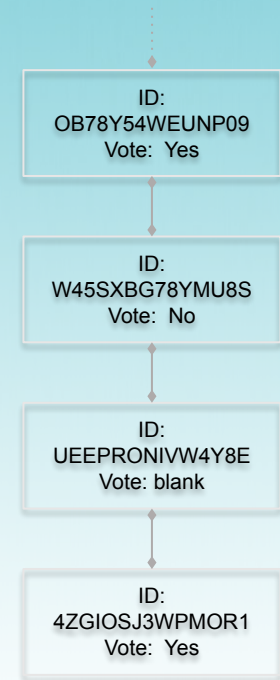 ID:
OB78Y54WEUNP09
Vote:  Yes
ID:
W45SXBG78YMU8S
Vote:  No
ID:
UEEPRONIVW4Y8E
Vote: blank
ID:
4ZGIOSJ3WPMOR1
Vote:  Yes